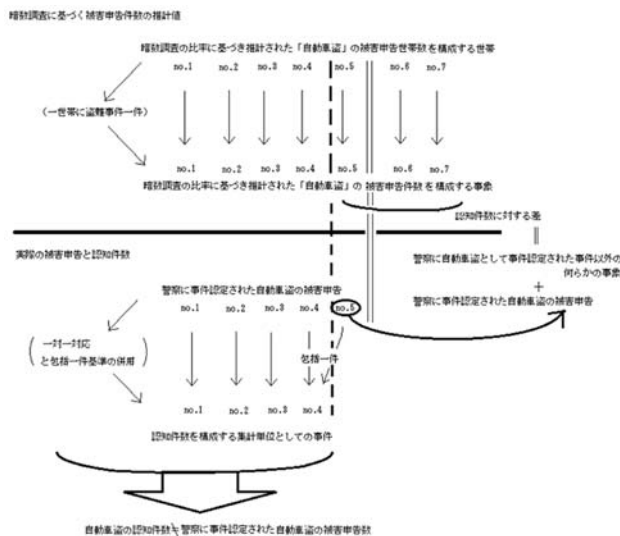 暗数調査に基づく被害申告件数の推計値
暗数調査の比率に基づき推計された「自動車盗」の被害申告世帯数を構成する世帯
no.1 no.2 no.3 no.4 no.5 no.6 no.7
(一世帯に盗難事件一件)
no.1 no.2 no.3 no.4 no.5 no.6 no.7
暗数調査の比率に基づき推計された「自動車盗」の被害申告件数を構成する事象
認知件数に対する差
実際の被害申告と認知件数
警察に自動車盗として事件認定された事件以外の
何らかの事象
+
警察に事件認定された自動車盗の被害申告
警察に事件認定された自動車盗の被害申告
no.1 no.2 no.3 no.4 no.5
(一対一対応
と包括一件基準の併用)
包括一件
no.1 no.2 no.3 no.4
認知件数を構成する集計単位としての事件
自動車盗の認知件数≠警察に事件認定された自動車盗の被害申告数